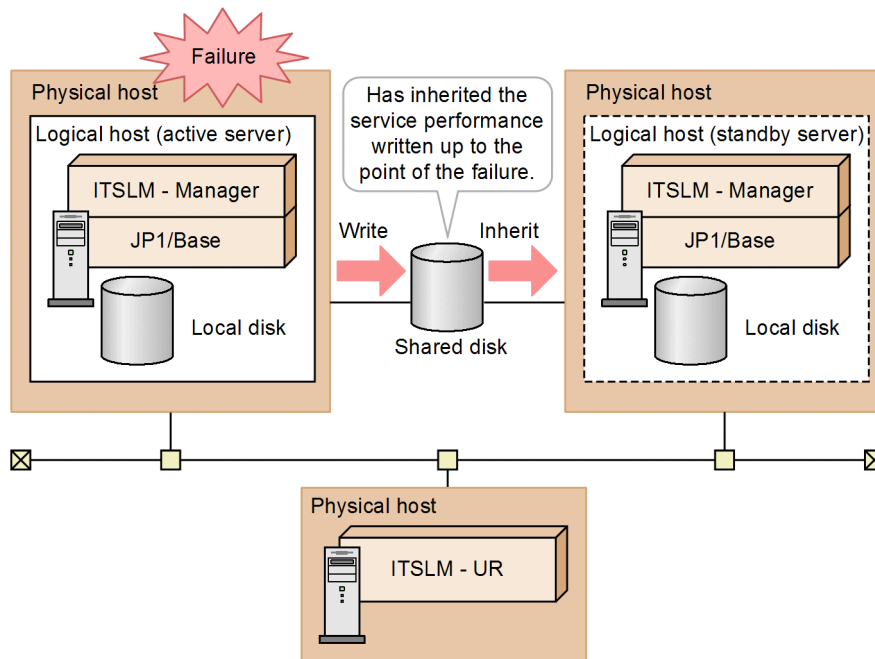 Failure
Physical host
Logical host (active server)
ITSLM - Manager
JP1/Base
Local disk
Has inherited the
service performance
written up to the
point of the failure.
Write
Inherit
Shared disk
Physical host
Logical host (standby server)
ITSLM - Manager
JP1/Base
Local disk
Physical host
ITSLM - UR